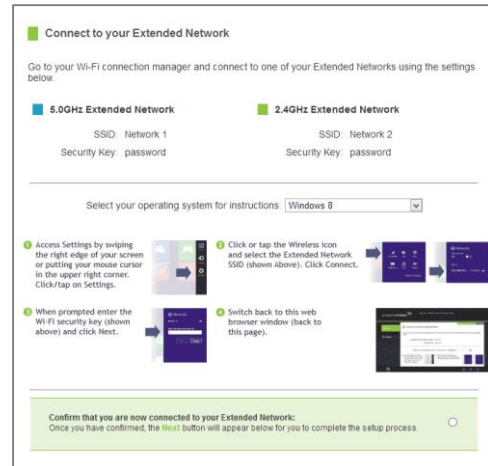 Connect to your Extended Network
Go to your Wi-Fi connection manager and connect to one of your Extended Networks using the settings
below.
5.0GHz Extended Network
SSID: Network 1
Security Key: password
2.4GHz Extended Network
SSID: Network 2
Security Key: password
Select your operating system for instructions: Windows 8
1 Access Settings by swiping
the right edge of your screen
or putting your mouse cursor
in the upper right corner.
Click/tap on Settings.
2 Click or tap the Wireless icon
and select the Extended Network
SSID (shown Above). Click Connect.
3 When prompted enter the
Wi-Fi security key (shown
above) and click Next.
4 Switch back to this web
browser window (back to
this page).
Confirm that you are now connected to your Extended Network:
Once you have confirmed, the Next button will appear below for you to complete the setup process.